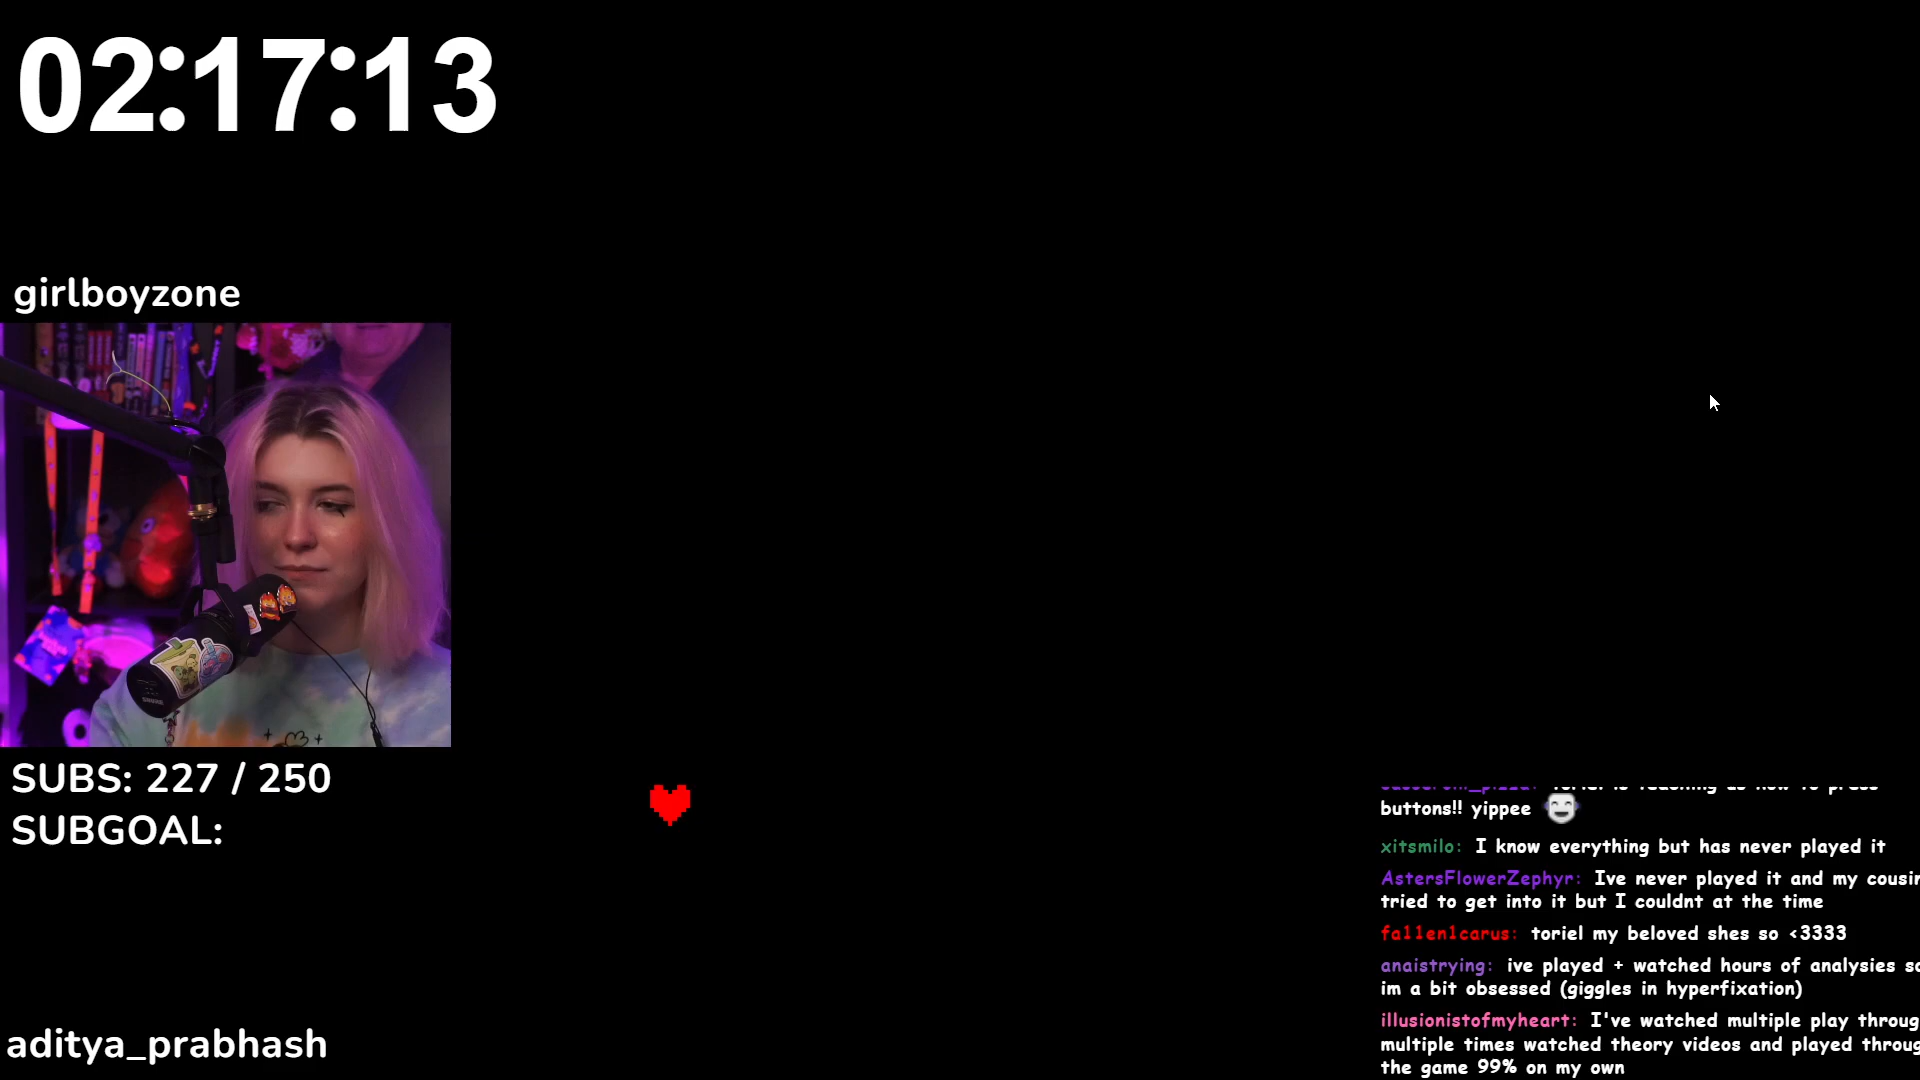 02:17:13
girlboyzone
SHURE
SUBS: 227 / 250
SUBGOAL:
buttons!! yippee
xitsmilo: I know everything but has never played it
AstersFlowerZephyr: Ive never played it and my cousin
tried to get into it but I couldnt at the time
fa11en1carus: toriel my beloved shes so <3333
anaistrying: ive played + watched hours of analysies so
im a bit obsessed (giggles in hyperfixation)
illusionistofmyheart: I've watched multiple play throug
multiple times watched theory videos and played throug
the game 99% on my own
aditya_prabhash